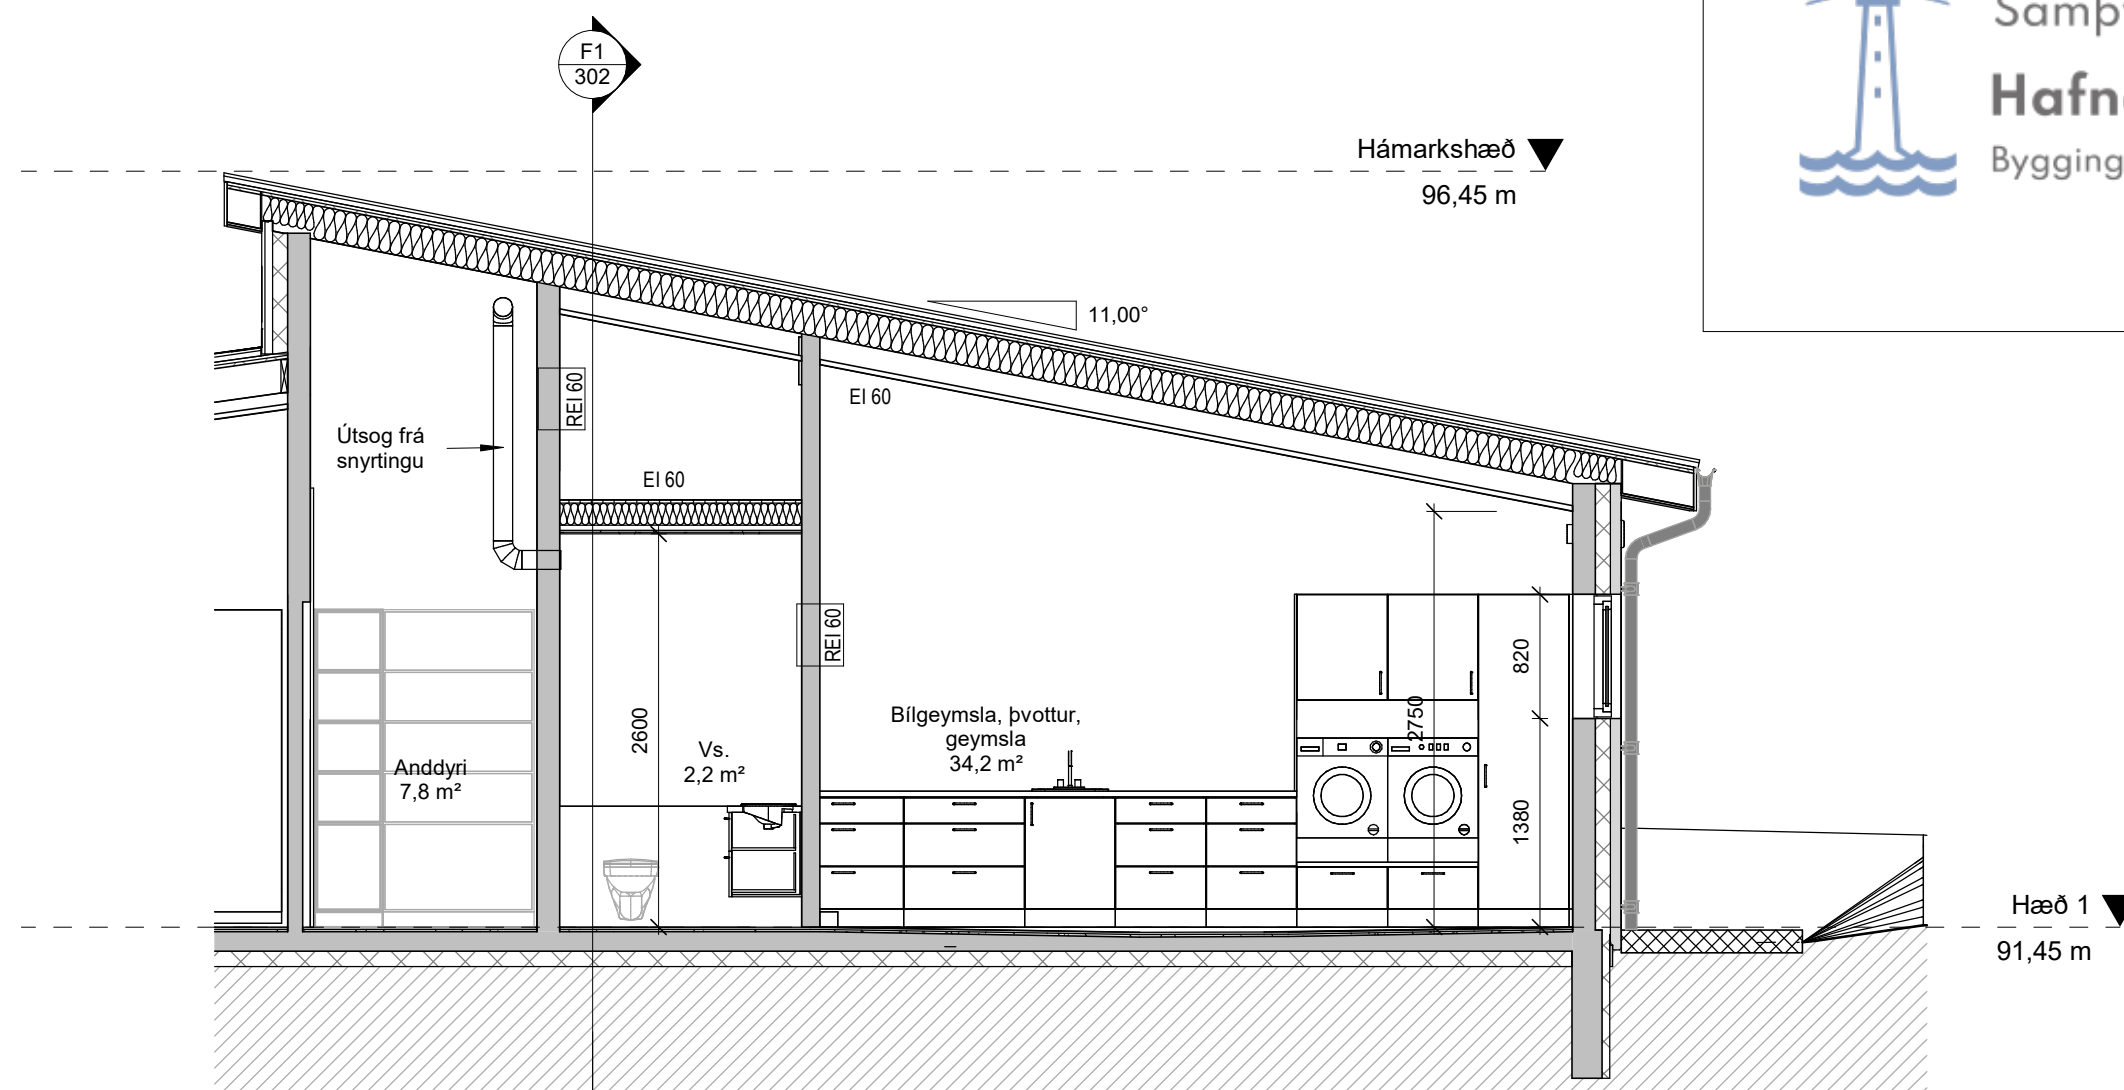 F1
302
Hámarkshæð
96,45 m
11,00°
REI 60
EI 60
Útsog frá
snyrtingu
EI 60
REI 60
2600
Vs.
2,2 m²
Bílgeymsla, þvottur,
geymsla
34,2 m²
2750
820
1380
Anddyri
7,8 m²
Hæð 1
91,45 m